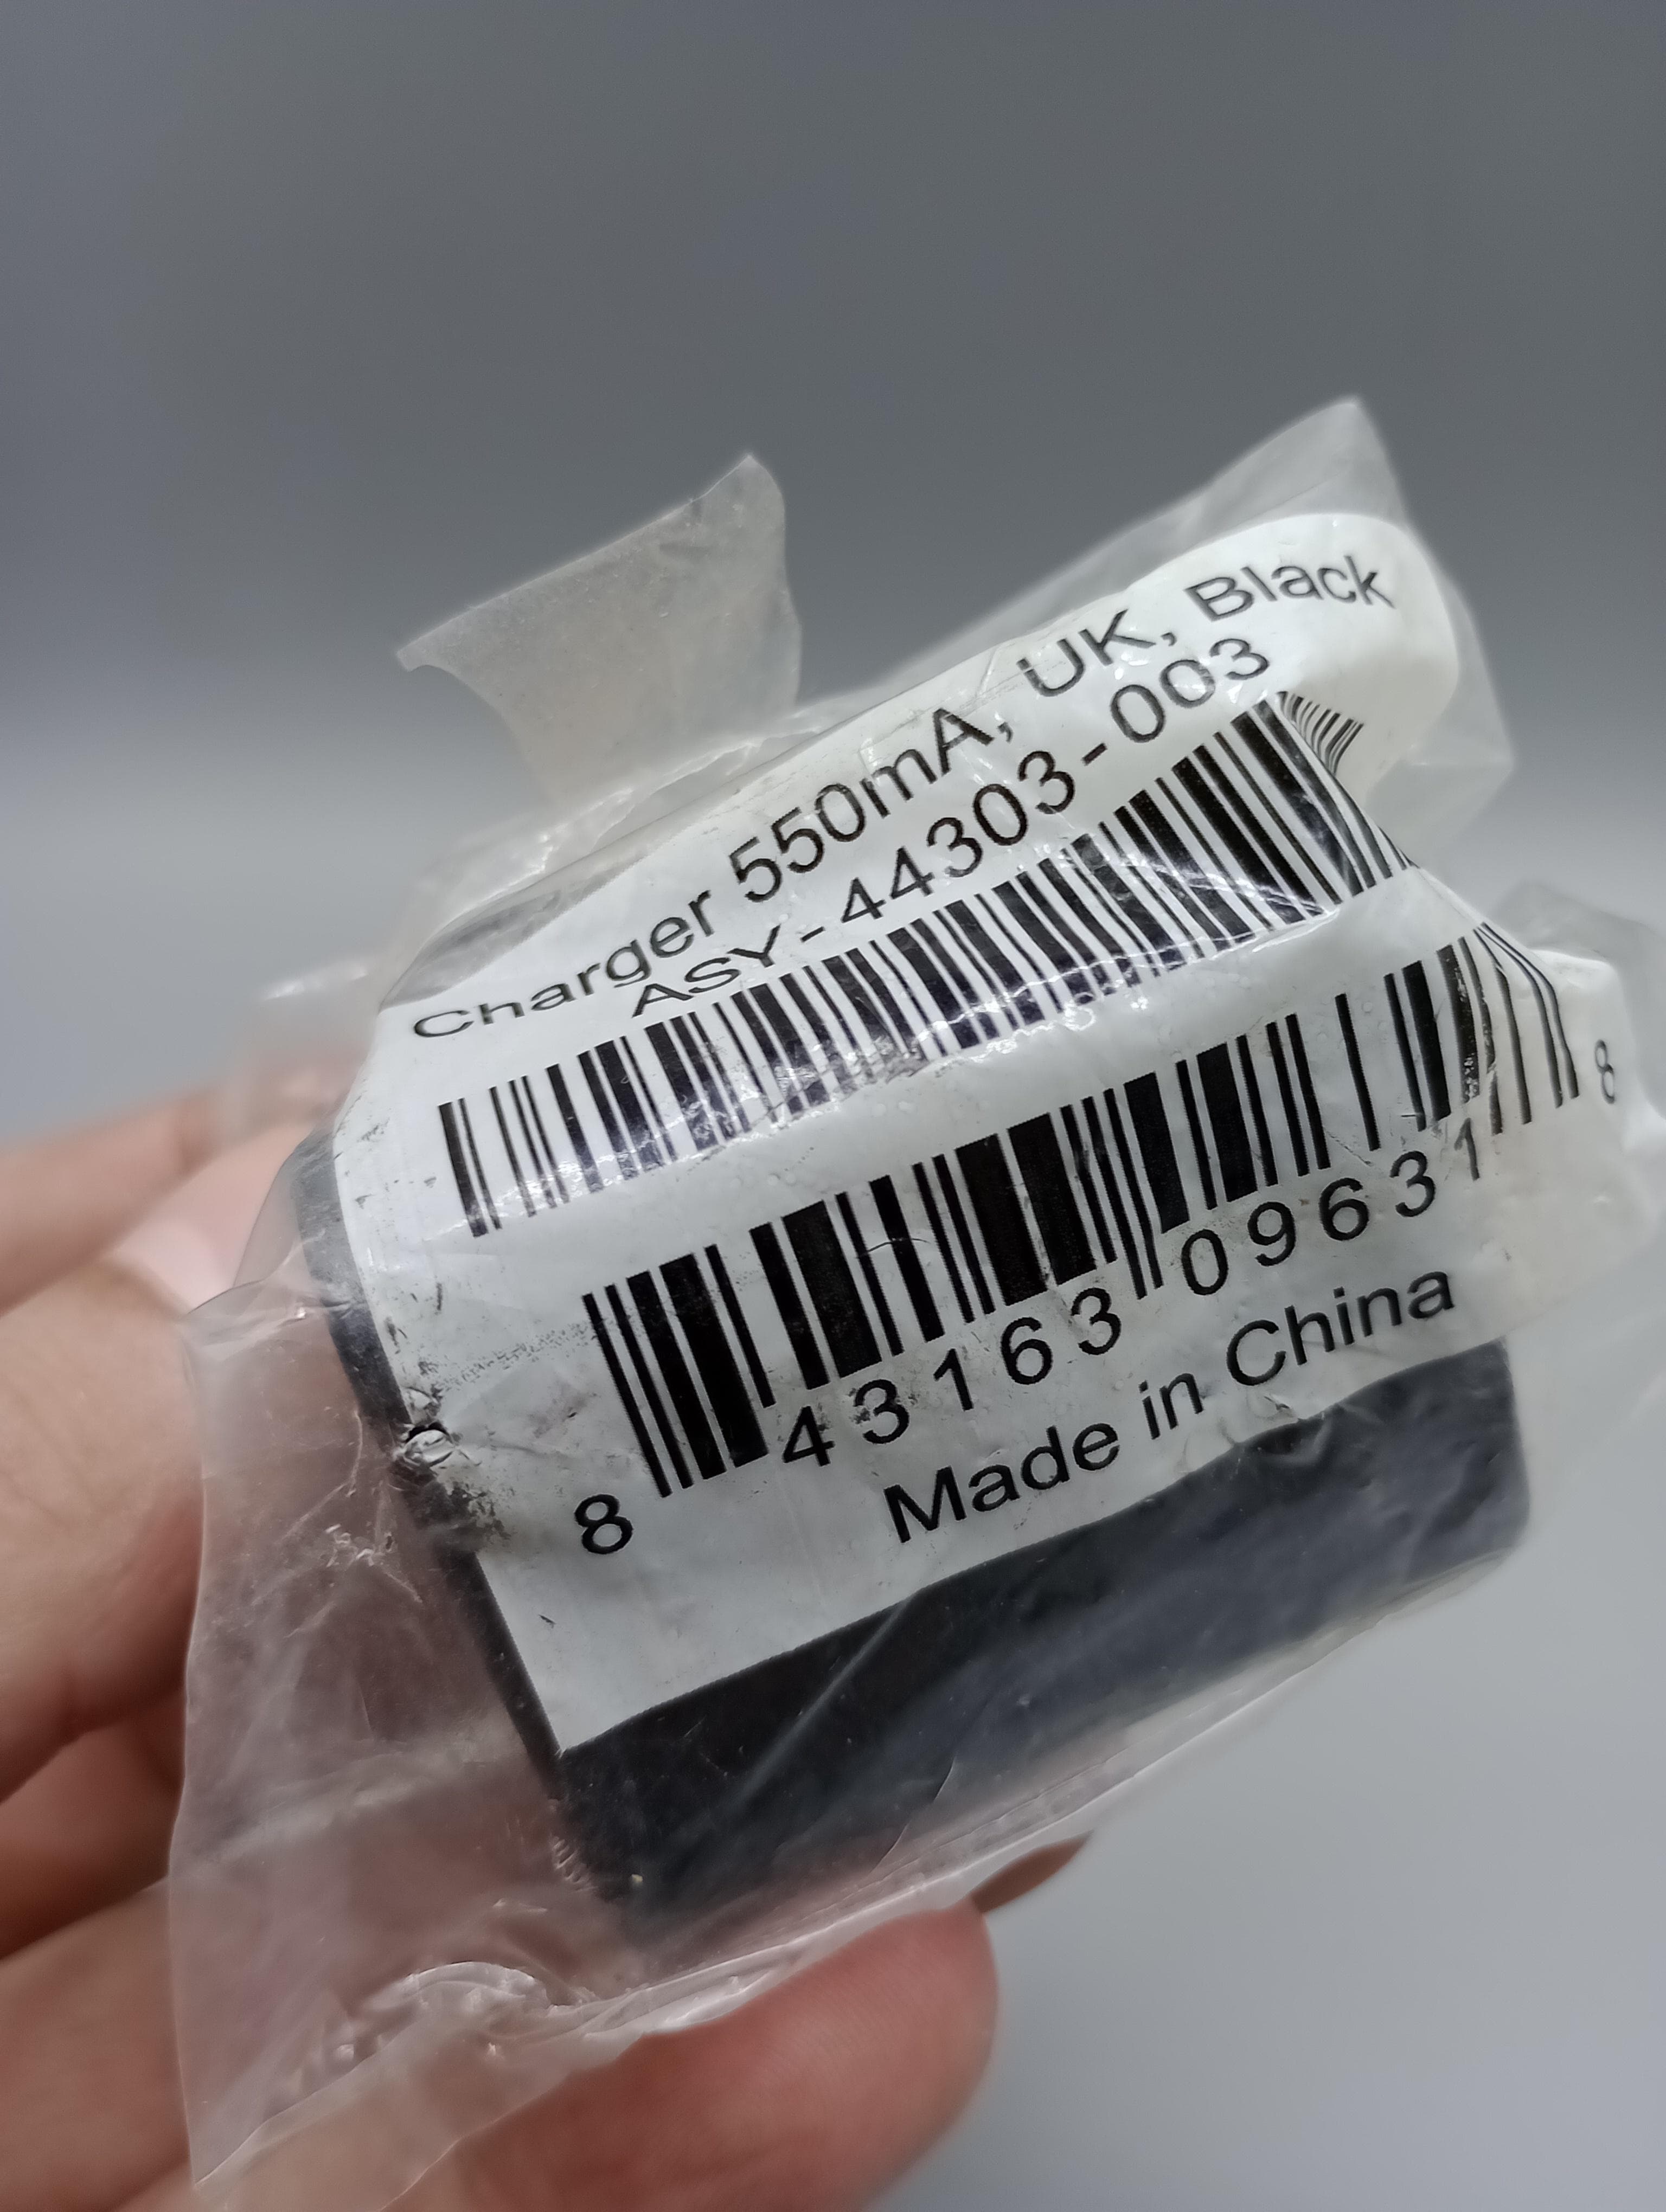 Charger 550mA, UK, Black
ASY-44303-003
8 43163 09631 8
Made in China